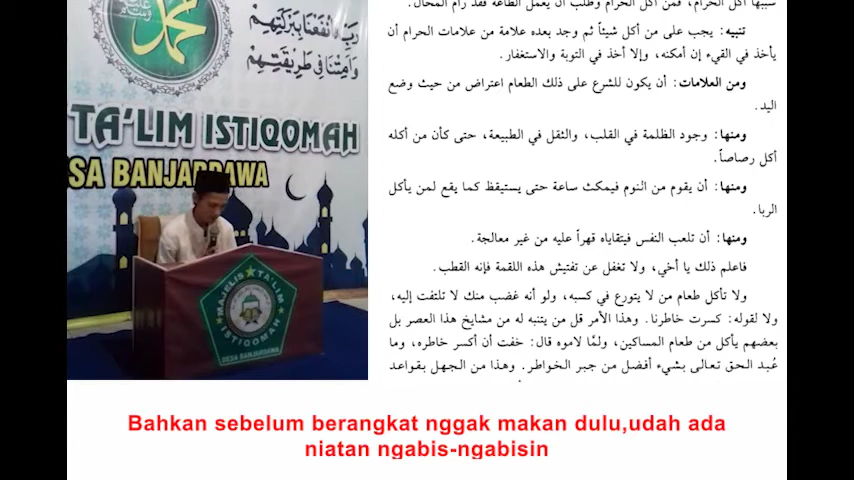 محمد
رب فانفعنا ببركتهم
وأمتنا في طريقتهم
TA'LIM ISTIQOMAH
SA BANJARDAWA
MAJELIS TA'LIM
ISTIQOMAH
DESA BANJARDAWA
سببها أكل الحرام، فمن أكل الحرام وطلب أن يعمل الطاعة فقد رام المحال.
تنبيه: يجب على من أكل شيئاً ثم وجد بعده علامة من علامات الحرام أن
يأخذ في القيء إن أمكنه، وإلا أخذ في التوبة والاستغفار.
ومن العلامات: أن يكون للشرع على ذلك الطعام اعتراض من حيث وضع
اليد.
ومنها: وجود الظلمة في القلب، والثقل في الطبيعة، حتى كأن من أكله
أكل رصاصاً.
ومنها: أن يقوم من النوم فيمكث ساعة حتى يستيقظ كما يقع لمن يأكل
الربا.
ومنها: أن تلعب النفس فيتقاياه قهراً عليه من غير معالجة.
فاعلم ذلك يا أخي، ولا تغفل عن تفتيش هذه اللقمة فإنه القطب.
ولا تأكل طعام من لا يتورع في كسبه، ولو أنه غضب منك لا تلتفت إليه،
ولا لقوله: كسرت خاطرنا. وهذا الأمر قل من يتنبه له من مشايخ هذا العصر بل
بعضهم يأكل من طعام المساكين، ولمّا لاموه قال: خفت أن أكسر خاطره، وما
عُبد الحق تعالى بشيء أفضل من جبر الخواطر. وهذا من الجهل بقواعد
Bahkan sebelum berangkat nggak makan dulu,udah ada
niatan ngabis-ngabisin